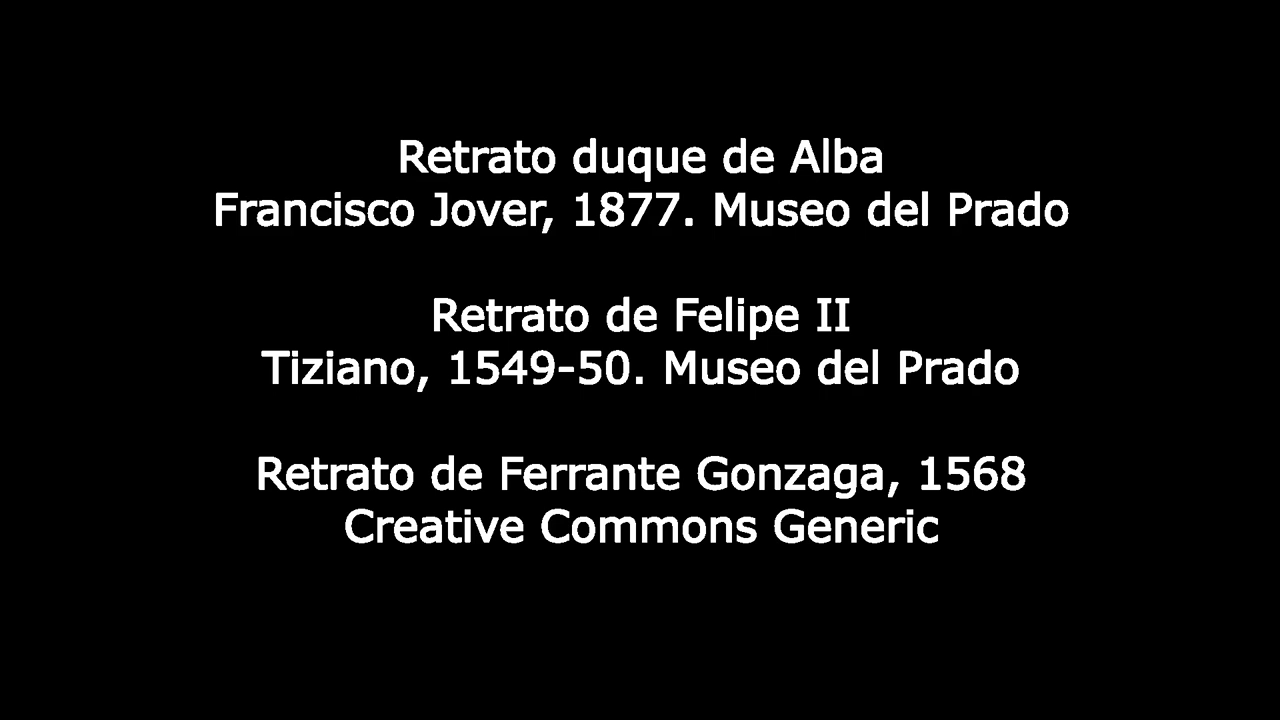 Retrato duque de Alba
Francisco Jover, 1877. Museo del Prado
Retrato de Felipe II
Tiziano, 1549-50. Museo del Prado
Retrato de Ferrante Gonzaga, 1568
Creative Commons Generic